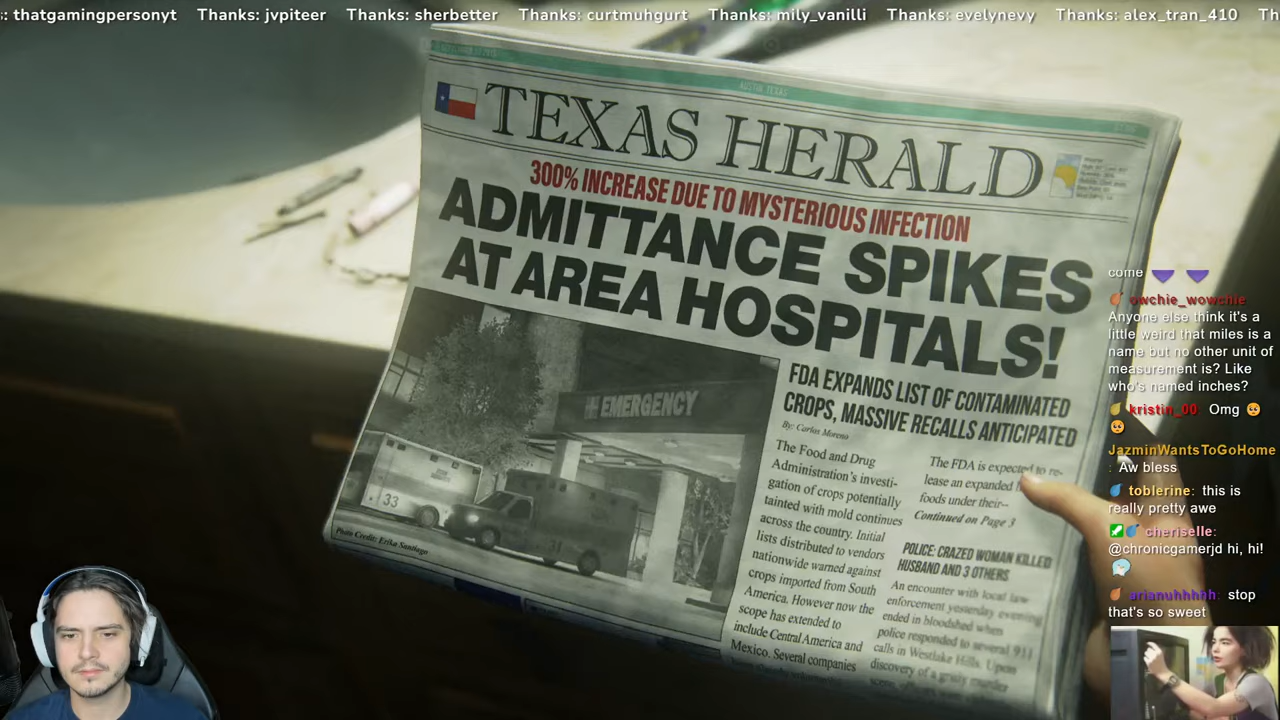 : thatgamingpersonyt Thanks: jvpiteer Thanks: sherbetter Thanks: curtmuhgurt Thanks: mily_vanilli Thanks: evelynevy Thanks: alex_tran_410 Th
AUSTIN, TEXAS
TEXAS HERALD
300% INCREASE DUE TO MYSTERIOUS INFECTION
ADMITTANCE SPIKES
AT AREA HOSPITALS!
EMERGENCY
33
31
Photo Credit: Erika Santiago
FDA EXPANDS LIST OF CONTAMINATED
CROPS, MASSIVE RECALLS ANTICIPATED
By: Carlos Moreno
The Food and Drug
Administration's investi-
gation of crops potentially
tainted with mold continues
across the country. Initial
lists distributed to vendors
nationwide warned against
crops imported from South
America. However now the
scope has extended to
include Central America and
Mexico. Several companies
The FDA is expected to re-
lease an expanded
foods under their--
Continued on Page 3
POLICE: CRAZED WOMAN KILLED
HUSBAND AND 3 OTHERS
An encounter with local law
enforcement yesterday evening
ended in bloodshed when
police responded to several 911
calls in Westlake Hills. Upon
discovery of a grisly murder
come
owchie_wowchie
Anyone else think it's a
little weird that miles is a
name but no other unit of
measurement is? Like
who's named inches?
kristin_00: Omg 🥺
🥺
JazminWantsToGoHome
: Aw bless
toblerine: this is
really pretty awe
cheriselle:
@chronicgamerjd hi, hi!
arianuhhhhh: stop
that's so sweet